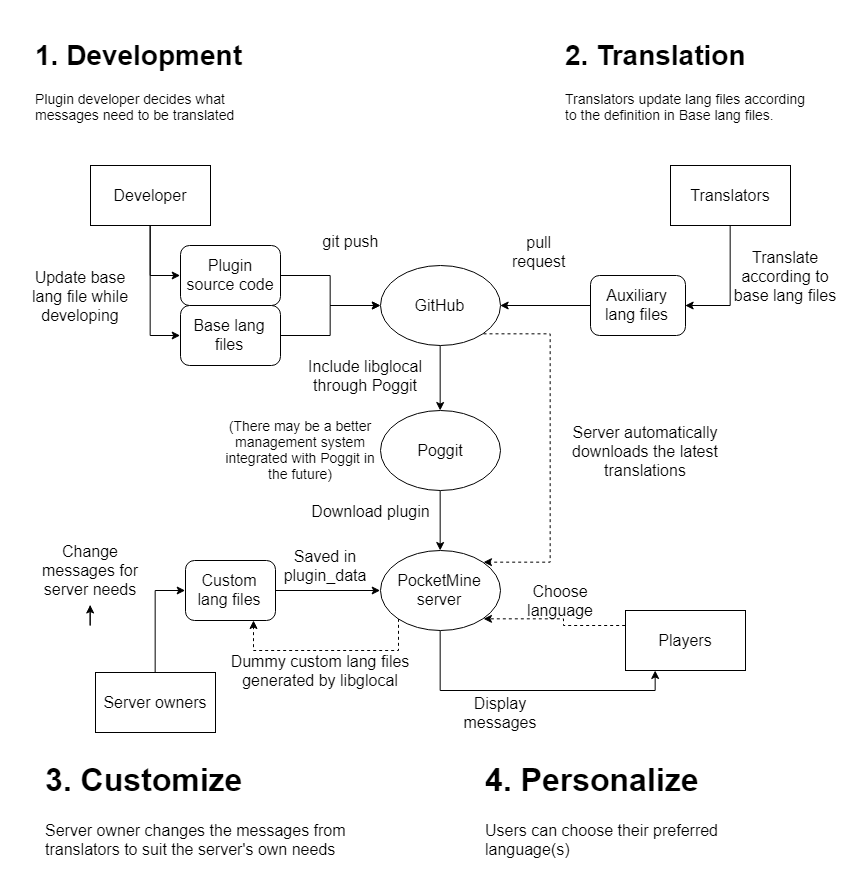 1. Development
2. Translation
Plugin developer decides what
messages need to be translated
Translators update lang files according
to the definition in Base lang files.
Developer
Translators
git push
pull
request
Update base
lang file while
developing
Plugin
source code
Base lang
files
GitHub
Auxiliary
lang files
Translate
according to
base lang files
Include libglocal
through Poggit
(There may be a better
management system
integrated with Poggit in
the future)
Poggit
Server automatically
downloads the latest
translations
Download plugin
Change
messages for
server needs
Custom
lang files
Saved in
plugin_data
PocketMine
server
Choose
language
Players
Dummy custom lang files
generated by libglocal
Server owners
Display
messages
3. Customize
4. Personalize
Server owner changes the messages from
translators to suit the server's own needs
Users can choose their preferred
language(s)